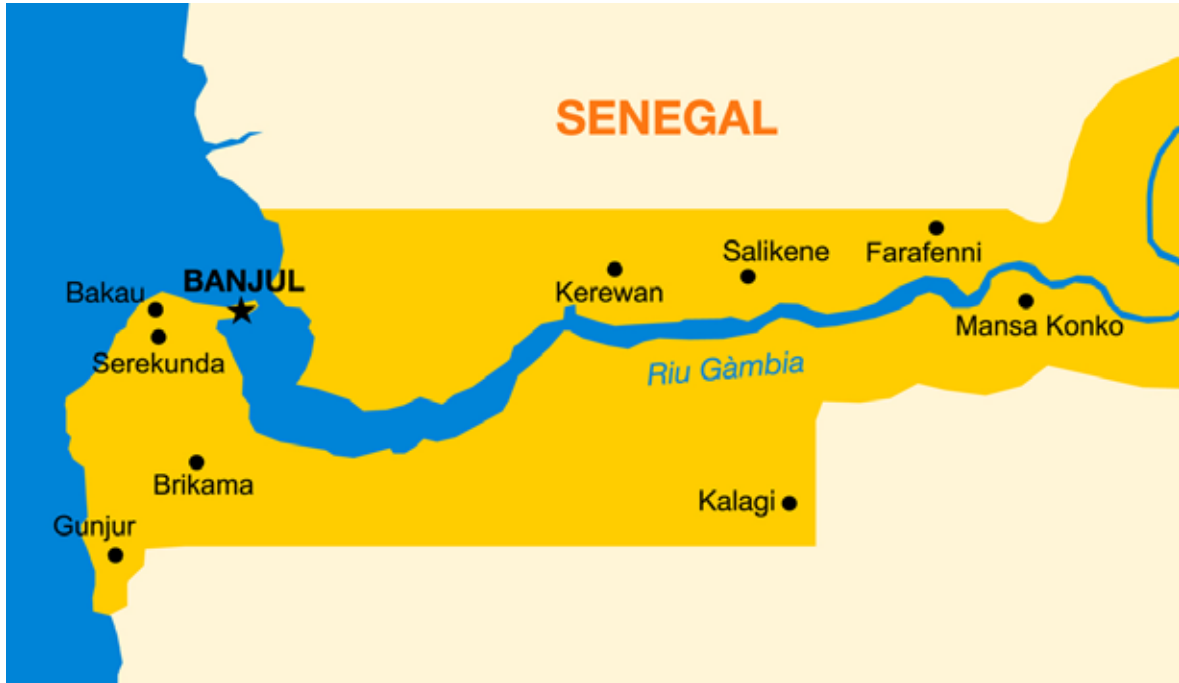 SENEGAL
Salikene
Farafenni
BANJUL
Bakau
Kerewan
Mansa Konko
Serekunda
Riu Gàmbia
Brikama
Kalagi
Gunjur